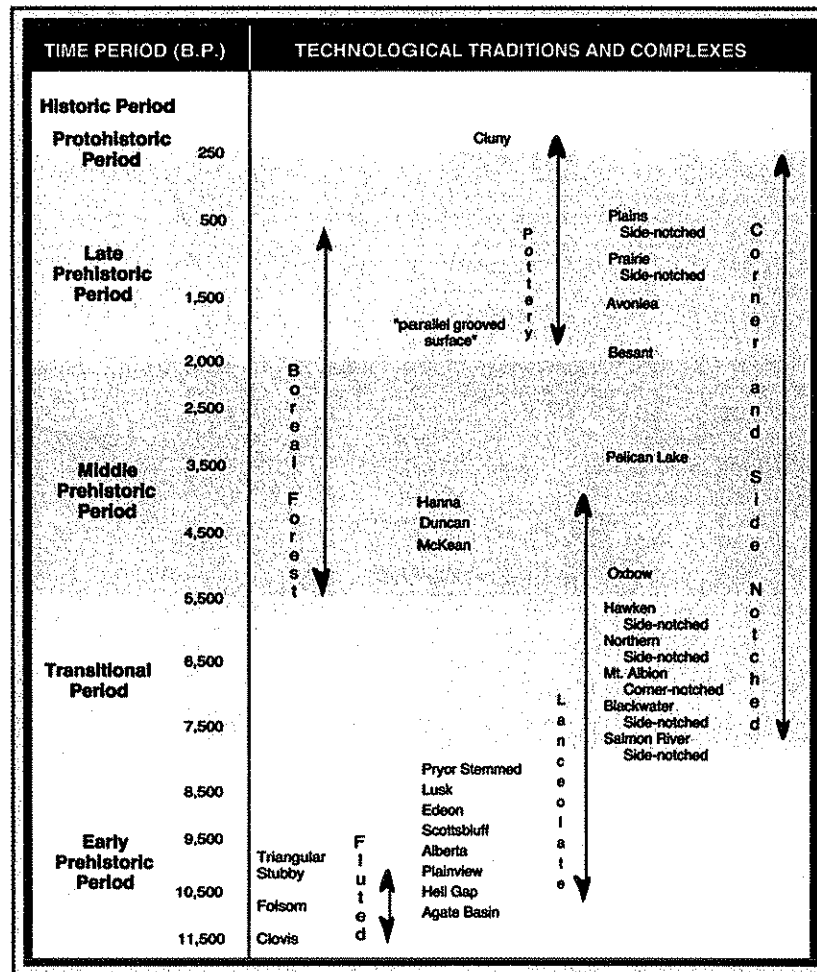 TIME PERIOD (B.P.)
TECHNOLOGICAL TRADITIONS AND COMPLEXES
Historic Period
Protohistoric
Period
250
Cluny
500
Plains
Side-notched
Late
Prehistoric
Period
Prairie
Side-notched
1,500
Avonlea
"parallel grooved
surface"
Pottery
Besant
2,000
2,500
Boreal Forest
Corner and Side Notched
Middle
Prehistoric
Period
3,500
Pelican Lake
Hanna
Duncan
4,500
McKean
Oxbow
5,500
Hawken
Side-notched
Northern
Side-notched
Transitional
Period
6,500
Mt. Albion
Corner-notched
Blackwater
Side-notched
7,500
Salmon River
Side-notched
Lanceolate
Pryor Stemmed
8,500
Lusk
Edeon
9,500
Scottsbluff
Early
Prehistoric
Period
Triangular
Stubby
Fluted
Alberta
Plainview
10,500
Hell Gap
Folsom
Agate Basin
11,500
Clovis